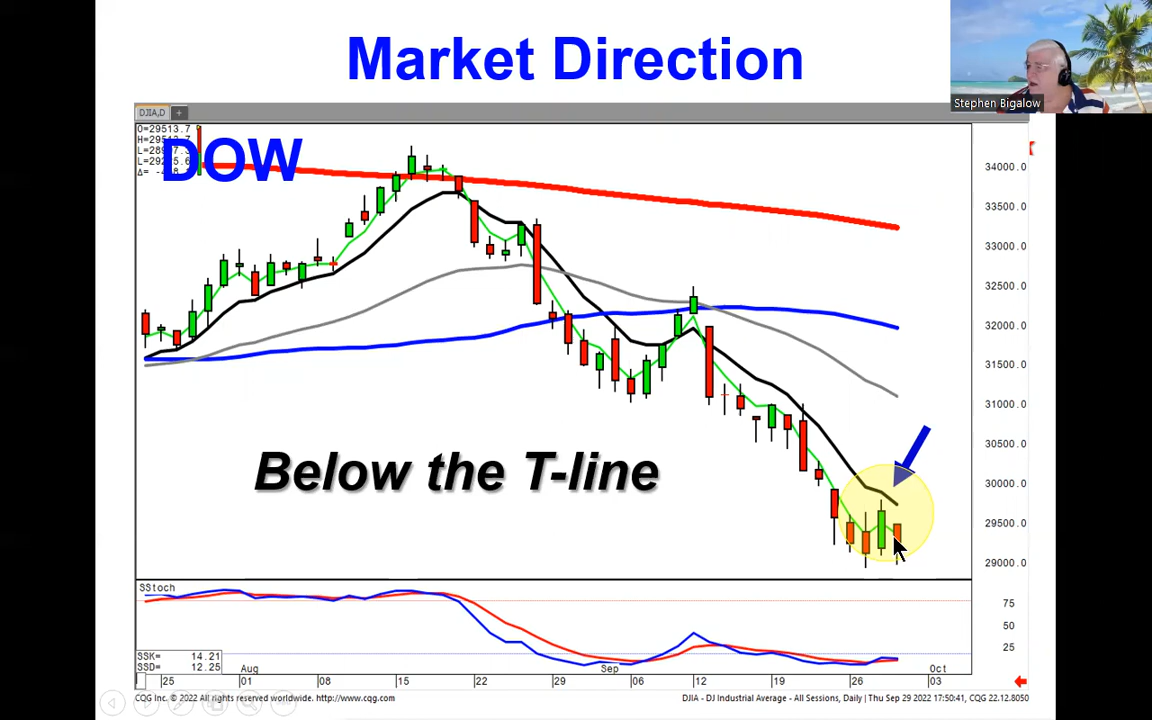 Market Direction
Stephen Bigalow
DJIA,D +
O=29513.7
DOW
34000.0
33500.0
33000.0
32500.0
32000.0
31500.0
31000.0
30500.0
30000.0
29500.0
29000.0
Below the T-line
SStoch
75
50
25
SSK= 14.21
SSD= 12.25
Aug Sep Oct
25 01 08 15 22 29 06 12 19 26 03
CQG Inc. © 2022 All rights reserved worldwide. http://www.cqg.com
DJIA - DJ Industrial Average - All Sessions, Daily | Thu Sep 29 2022 17:50:41, CQG 22.12.8050